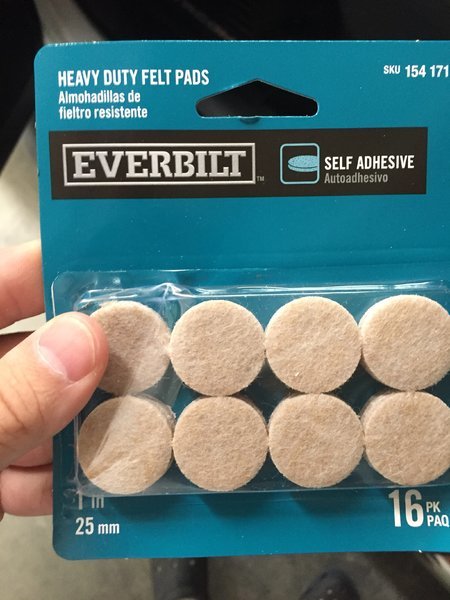 HEAVY DUTY FELT PADS
SKU 154 171
Almohadillas de
fieltro resistente
EVERBILT™
SELF ADHESIVE
Autoadhesivo
1 in
25 mm
16 PK
PAQ